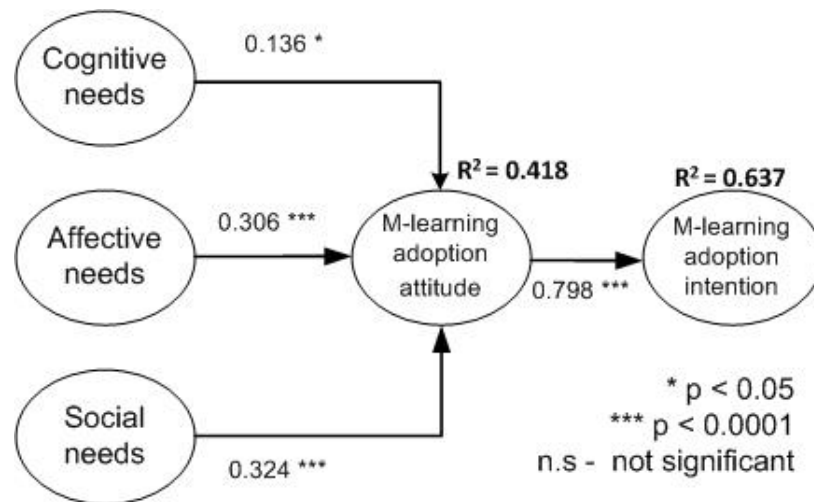 Cognitive
needs
0.136 *
R² = 0.418
R² = 0.637
Affective
needs
0.306 ***
M-learning
adoption
attitude
0.798 ***
M-learning
adoption
intention
Social
needs
0.324 ***
* p < 0.05
*** p < 0.0001
n.s - not significant